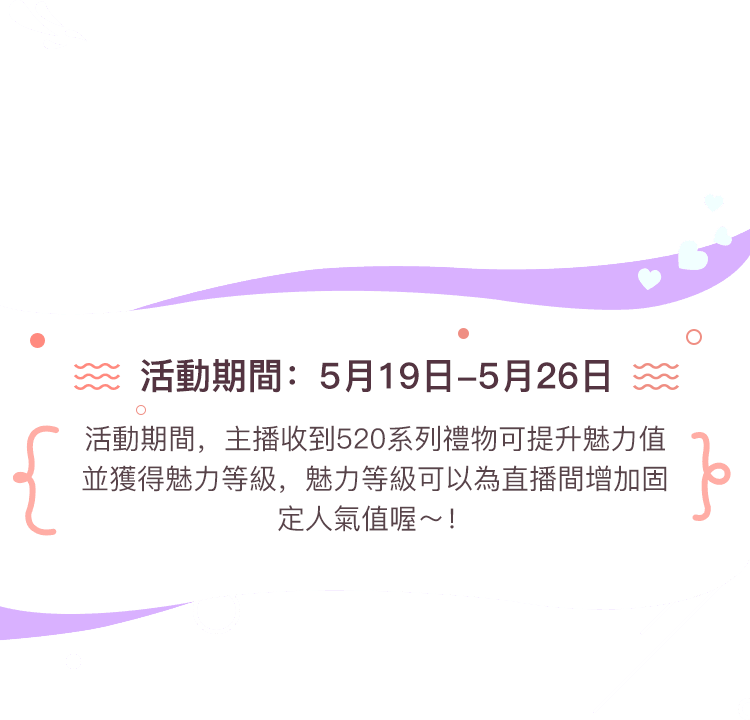 活動期間：5月19日–5月26日
活動期間，主播收到520系列禮物可提升魅力值
並獲得魅力等級，魅力等級可以為直播間增加固
定人氣值喔～！